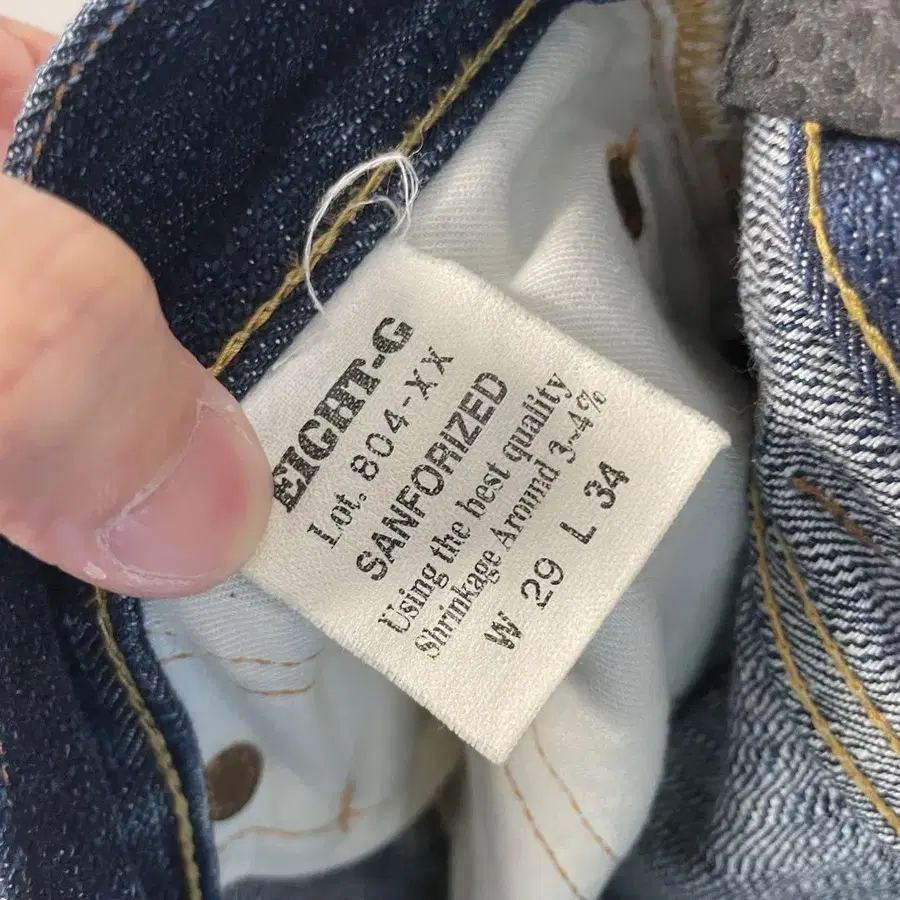 EIGHT-G
Lot. 804-XX
SANFORIZED
Using the best quality
Shrinkage Around 3~4%
W 29 L 34